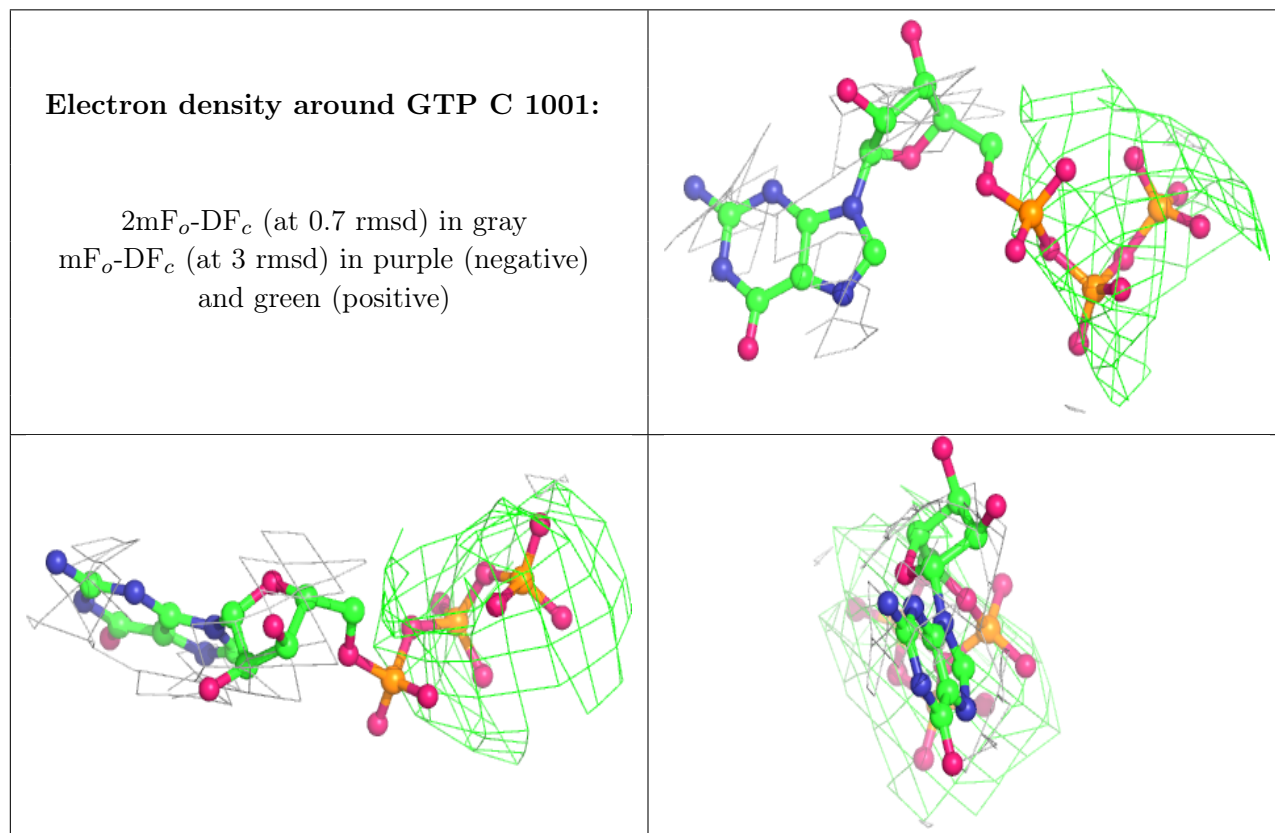 Electron density around GTP C 1001:
2mFₒ-DF𝒸 (at 0.7 rmsd) in gray
mFₒ-DF𝒸 (at 3 rmsd) in purple (negative)
and green (positive)